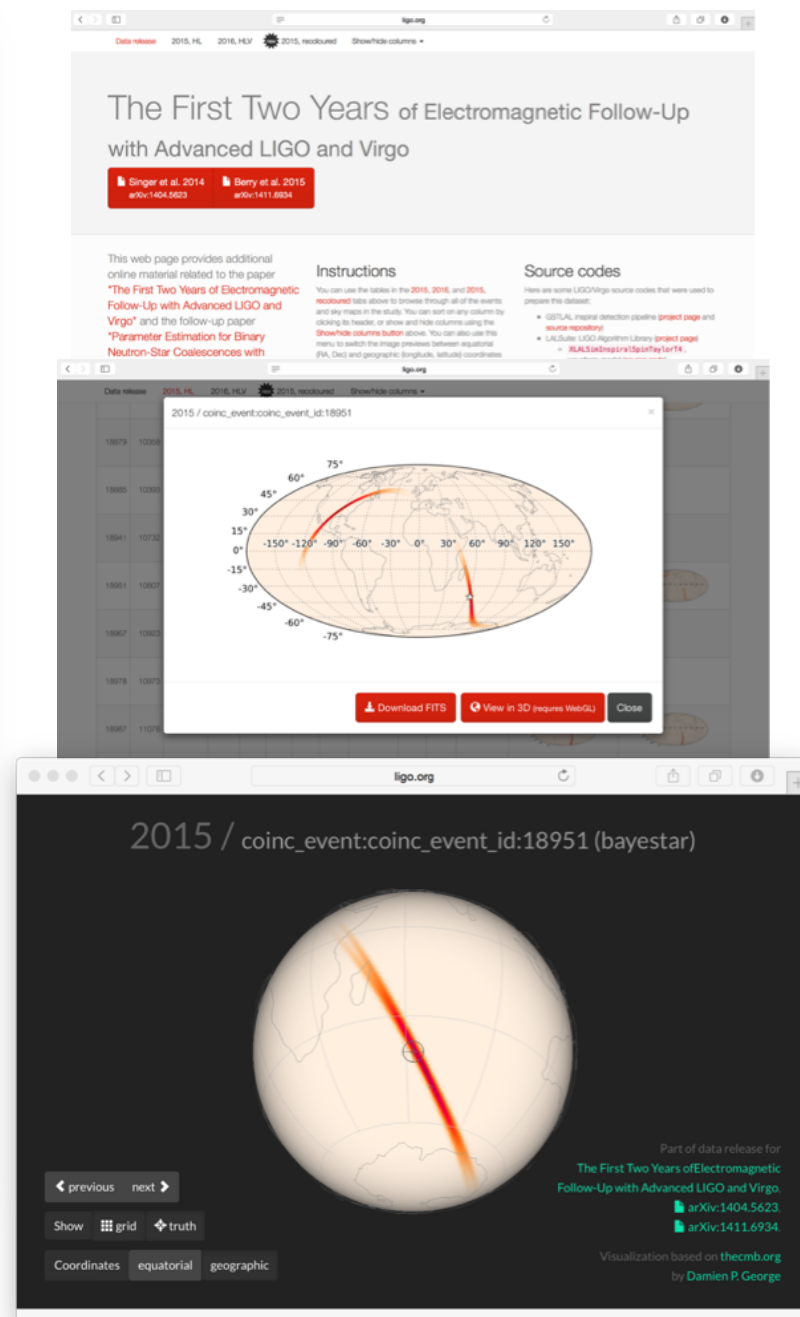 ligo.org
Data release 2015, HL 2016, HLV 2015, recoloured Show/hide columns
The First Two Years of Electromagnetic Follow-Up
with Advanced LIGO and Virgo
Singer et al. 2014 Berry et al. 2015
arXiv:1404.5623 arXiv:1411.6934
This web page provides additional
online material related to the paper
"The First Two Years of Electromagnetic
Follow-Up with Advanced LIGO and
Virgo" and the follow-up paper
"Parameter Estimation for Binary
Neutron-Star Coalescences with
Instructions
You can use the tables in the 2015, 2016, and 2015,
recoloured tabs above to browse through all of the events
and sky maps in the study. You can sort on any column by
clicking its header, or show and hide columns using the
Show/hide columns button above. You can also use this
menu to switch the image previews between equatorial
(RA, Dec) and geographic (longitude, latitude) coordinates
Source codes
Here are some LIGO/Virgo source codes that were used to
prepare this dataset:
GSTLAL inspiral detection pipeline (project page and
source repository)
LALSuite: LIGO Algorithm Library (project page)
XLALSimInspiralSpinTaylorT4,
ligo.org
Data release 2015, HL 2016, HLV 2015, recoloured Show/hide columns
2015 / coinc_event:coinc_event_id:18951 ×
18879 10358
18885 10393
18941 10732
18951 10807
18967 10923
18978 10973
18987 11079
75°
60°
45°
30°
15°
0° -150° -120° -90° -60° -30° 0° 30° 60° 90° 120° 150°
-15°
-30°
-45°
-60°
-75°
Download FITS View in 3D (requires WebGL) Close
ligo.org
2015 / coinc_event:coinc_event_id:18951 (bayestar)
previous next
Show grid truth
Coordinates equatorial geographic
Part of data release for
The First Two Years ofElectromagnetic
Follow-Up with Advanced LIGO and Virgo,
arXiv:1404.5623,
arXiv:1411.6934.
Visualization based on thecmb.org
by Damien P. George